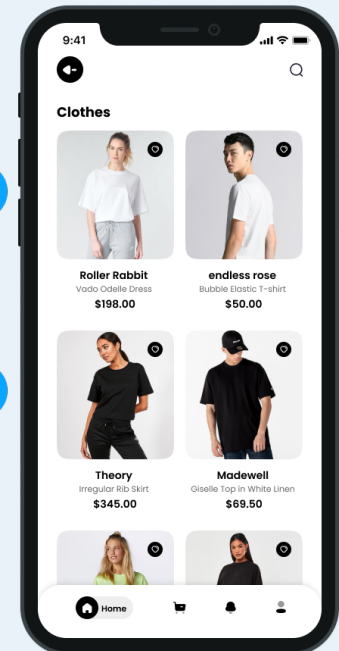 9:41
Clothes
Roller Rabbit
Vado Odelle Dress
$198.00
endless rose
Bubble Elastic T-shirt
$50.00
Theory
Irregular Rib Skirt
$345.00
Madewell
Giselle Top in White Linen
$69.50
Home